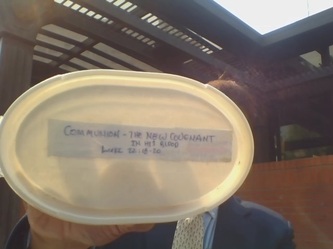 COMMUNION - THE NEW COVENANT
IN MY BLOOD
LUKE 22:19-20